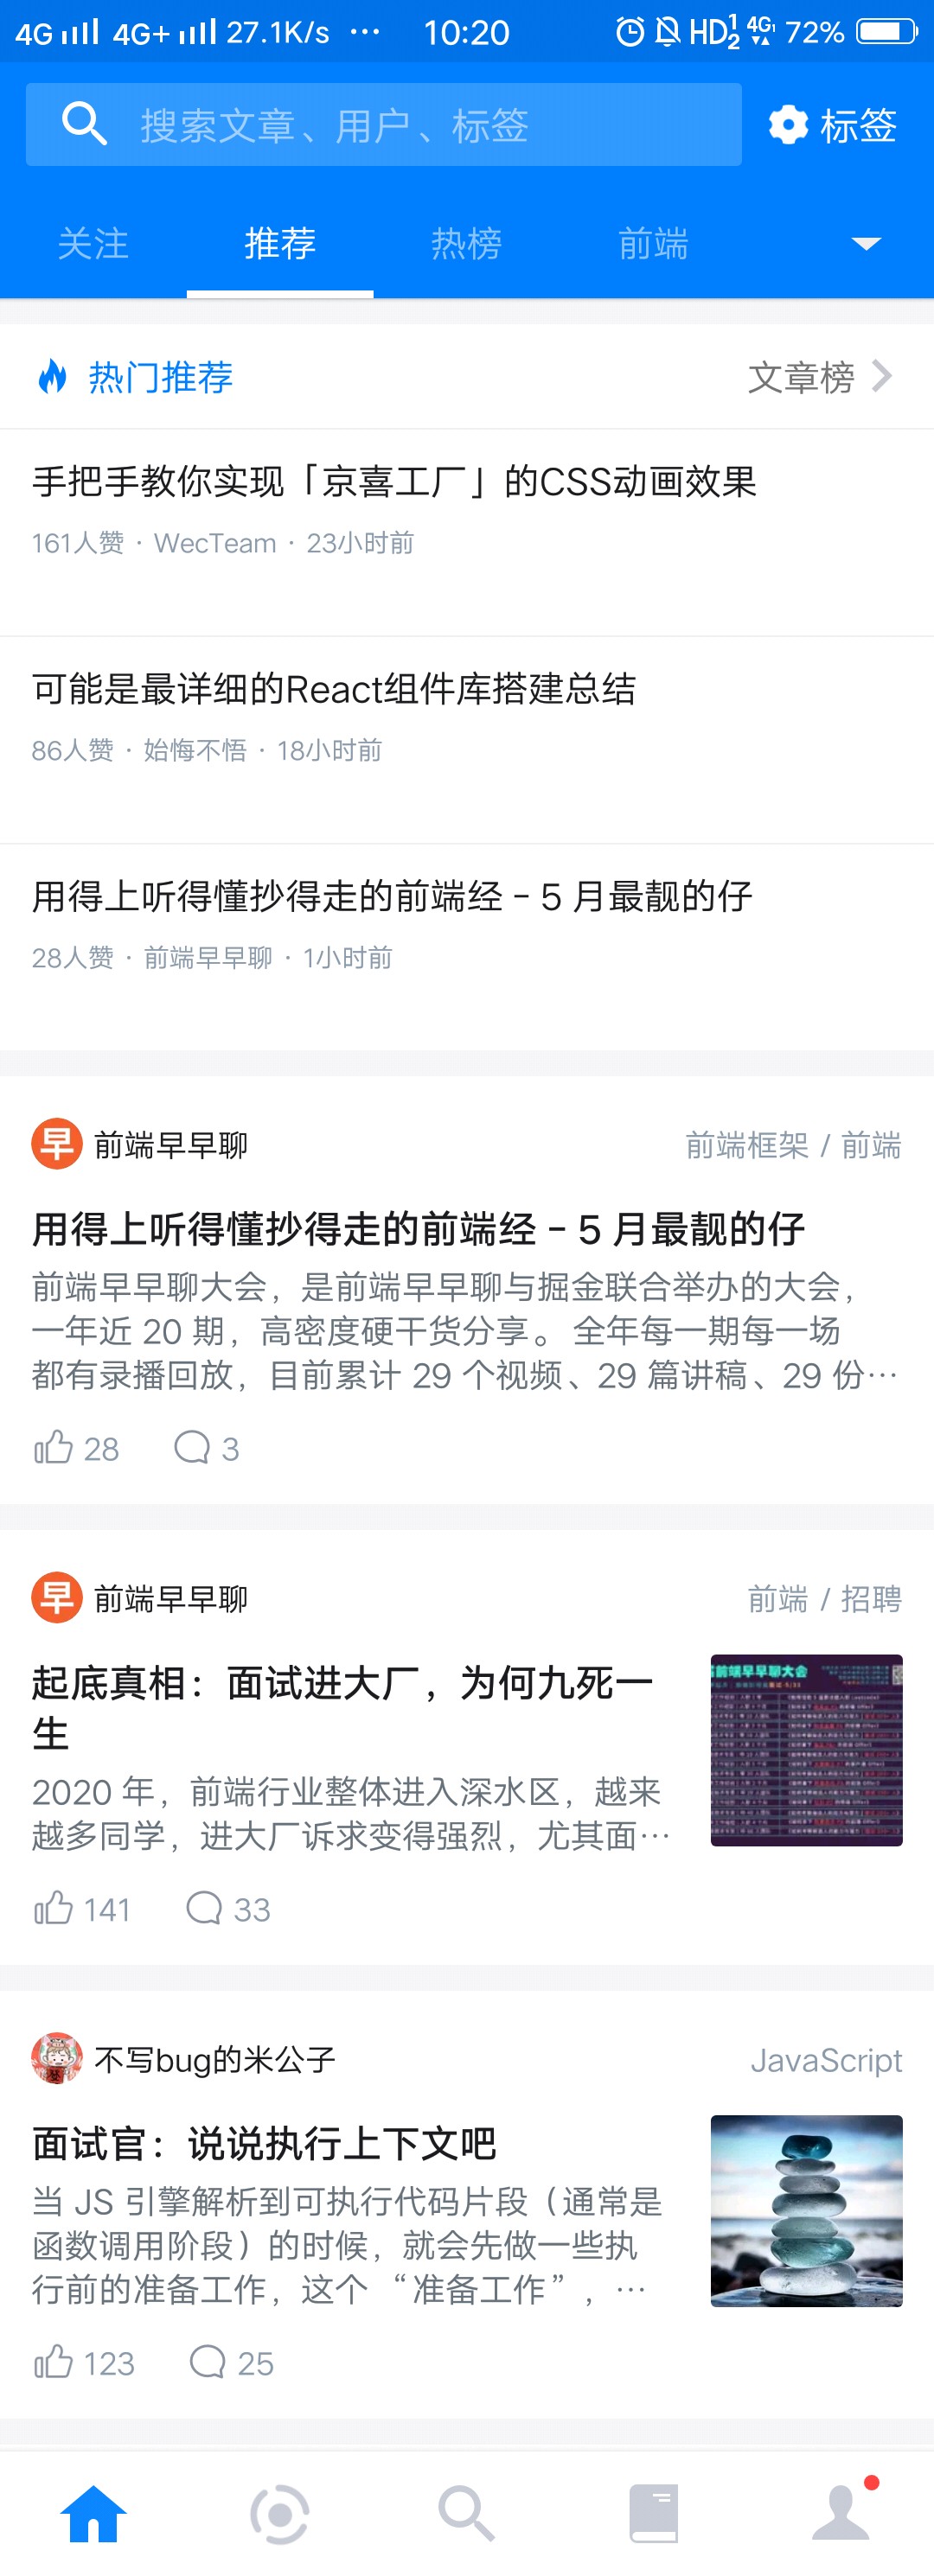 4G 4G+ 27.1K/s ··· 10:20 HD 1 2 4G 72%
搜索文章、用户、标签 标签
关注 推荐 热榜 前端
热门推荐 文章榜
手把手教你实现「京喜工厂」的CSS动画效果
161人赞 · WecTeam · 23小时前
可能是最详细的React组件库搭建总结
86人赞 · 始悔不悟 · 18小时前
用得上听得懂抄得走的前端经 - 5 月最靓的仔
28人赞 · 前端早早聊 · 1小时前
早 前端早早聊 前端框架 / 前端
用得上听得懂抄得走的前端经 - 5 月最靓的仔
前端早早聊大会，是前端早早聊与掘金联合举办的大会，
一年近 20 期，高密度硬干货分享。 全年每一期每一场
都有录播回放，目前累计 29 个视频、29 篇讲稿、29 份···
28 3
早 前端早早聊 前端 / 招聘
起底真相：面试进大厂，为何九死一
生
前端早早聊大会
2020 年，前端行业整体进入深水区，越来
越多同学，进大厂诉求变得强烈，尤其面···
141 33
不写bug的米公子 JavaScript
面试官：说说执行上下文吧
当 JS 引擎解析到可执行代码片段（通常是
函数调用阶段）的时候，就会先做一些执
行前的准备工作，这个 “准备工作”，···
123 25